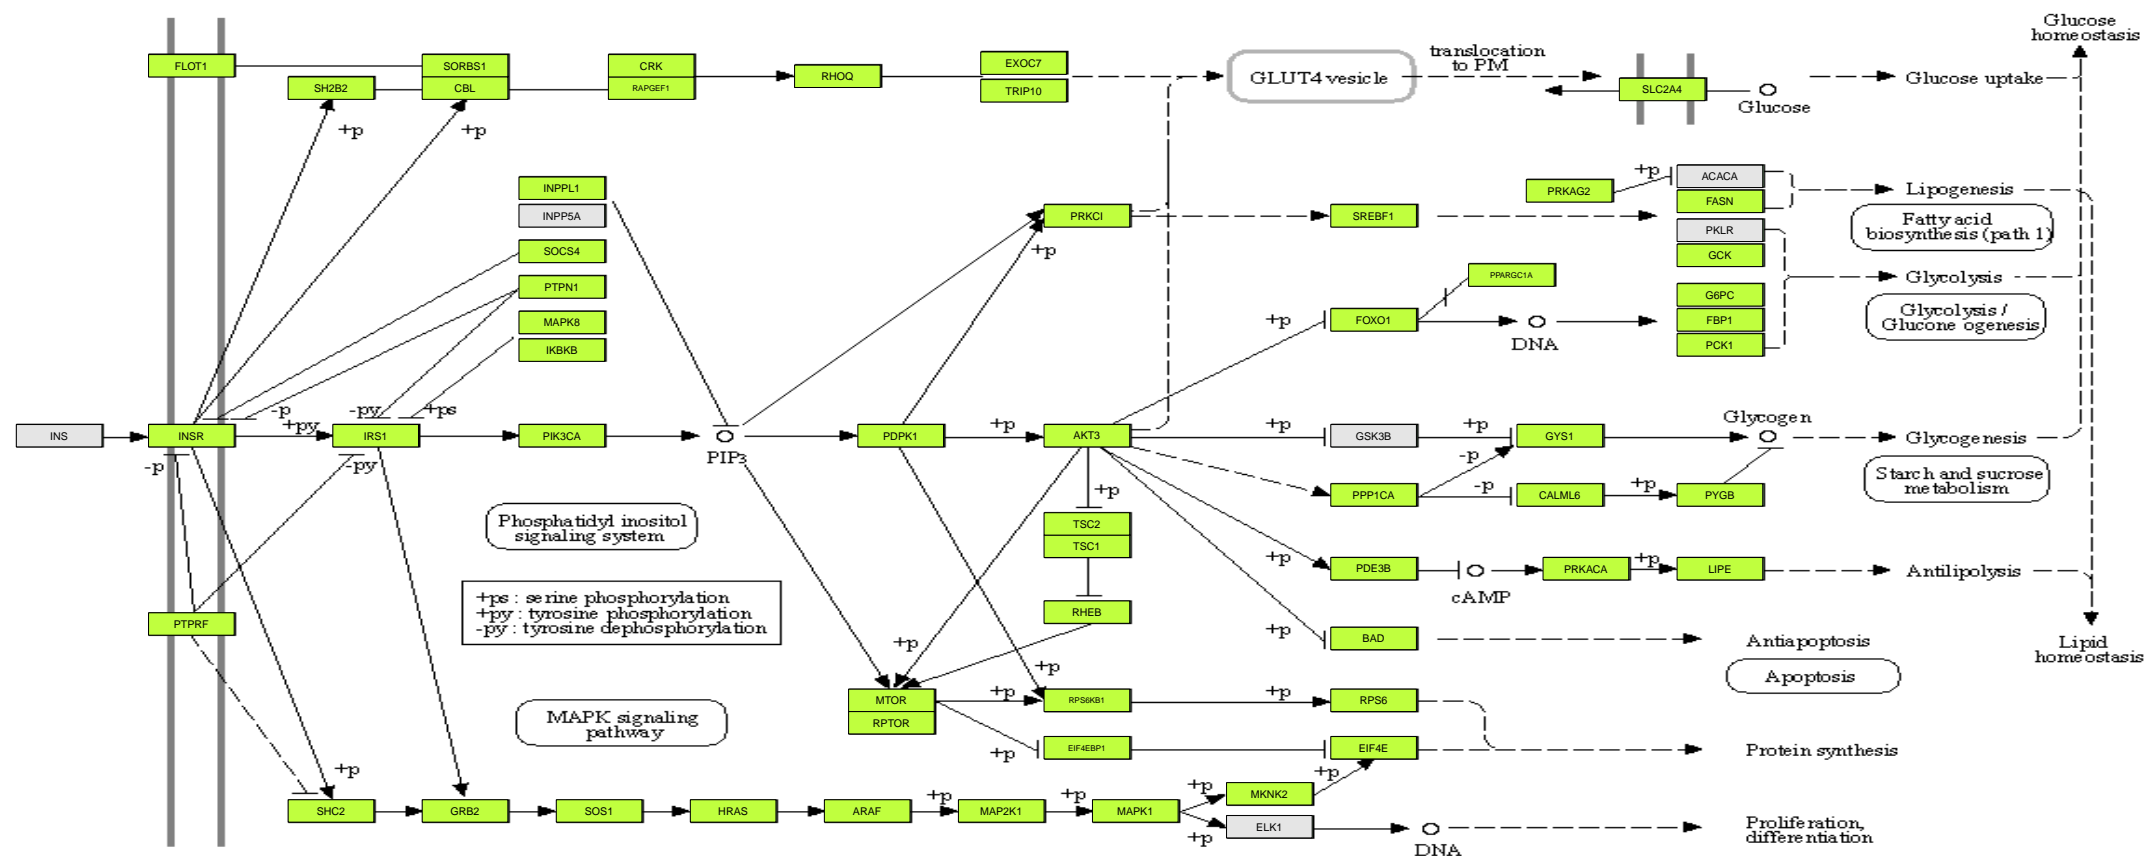 Glucose
homeostasis
FLOT1
SORBS1
CRK
RHOQ
EXOC7
GLUT4 vesicle
translocation
to PM
Glucose uptake
SH2B2
CBL
RAPGEF1
TRIP10
SLC2A4
Glucose
+p
+p
INPPL1
INPP5A
SOCS4
PTPN1
MAPK8
IKBKB
PRKCI
+p
SREBF1
PRKAG2
+p
ACACA
FASN
PKLR
GCK
Lipogenesis
Fatty acid
biosynthesis (path 1)
PPARGC1A
Glycolysis
+p
FOXO1
DNA
G6PC
FBP1
PCK1
Glycolysis /
Glucone ogenesis
-p
+py
-py
+ps
INS
INSR
IRS1
PIK3CA
PIP3
PDPK1
+p
AKT3
+p
GSK3B
+p
GYS1
Glycogen
Glycogenesis
-p
-py
+p
-p
PPP1CA
-p
CALML6
+p
PYGB
Starch and sucrose
metabolism
Phosphatidyl inositol
signaling system
TSC2
TSC1
+p
PDE3B
cAMP
PRKACA
+p
LIPE
Antilipolysis
+ps : serine phosphorylation
+py : tyrosine phosphorylation
-py : tyrosine dephosphorylation
PTPRF
RHEB
+p
+p
BAD
Antiapoptosis
Apoptosis
Lipid
homeostasis
+p
MAPK signaling
pathway
MTOR
RPTOR
+p
RPS6KB1
+p
RPS6
+p
EIF4EBP1
EIF4E
Protein synthesis
+p
SHC2
GRB2
SOS1
HRAS
ARAF
+p
MAP2K1
+p
MAPK1
+p
MKNK2
+p
+p
ELK1
DNA
Proliferation,
differentiation